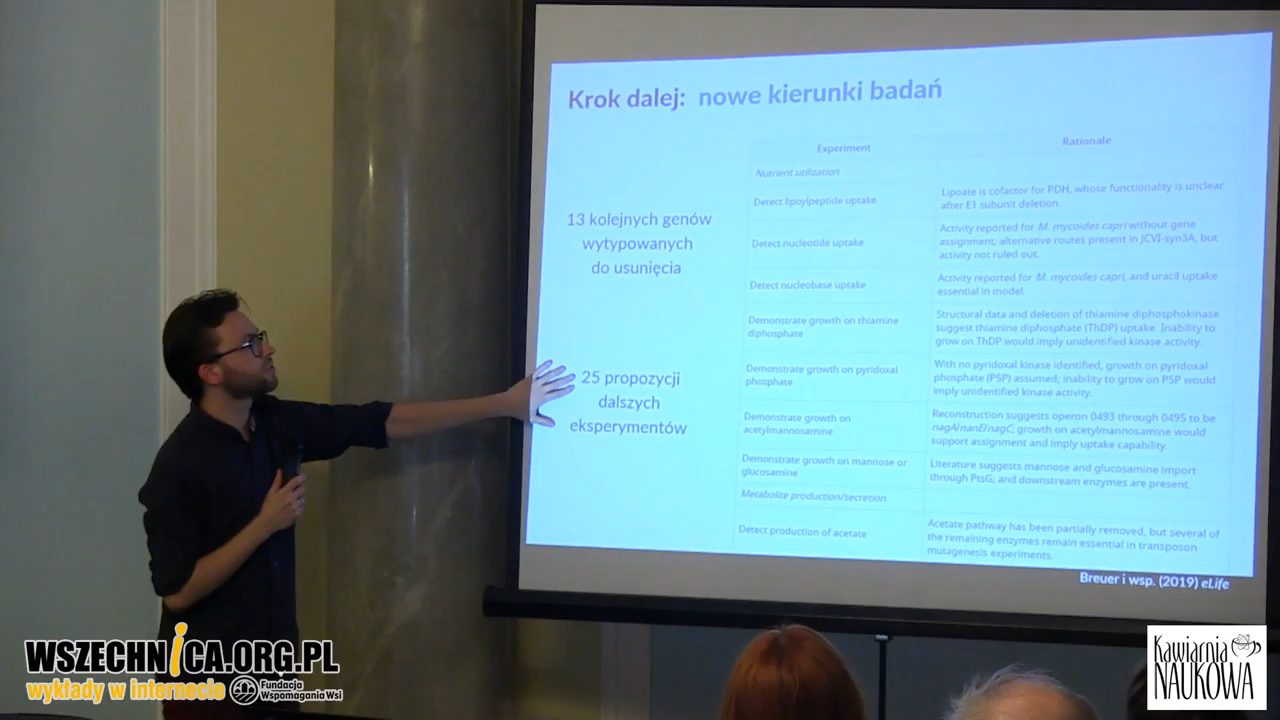 Krok dalej: nowe kierunki badań
13 kolejnych genów
wytypowanych
do usunięcia
25 propozycji
dalszych
eksperymentów
Experiment
Rationale
Nutrient utilization
Detect lipoylpeptide uptake
Lipoate is cofactor for PDH, whose functionality is unclear
after E1 subunit deletion.
Detect nucleotide uptake
Activity reported for M. mycoides capri without gene
assignment; alternative routes present in JCVI-syn3A, but
activity not ruled out.
Detect nucleobase uptake
Activity reported for M. mycoides capri, and uracil uptake
essential in model.
Demonstrate growth on thiamine
diphosphate
Structural data and deletion of thiamine diphosphokinase
suggest thiamine diphosphate (ThDP) uptake. Inability to
grow on ThDP would imply unidentified kinase activity.
Demonstrate growth on pyridoxal
phosphate
With no pyridoxal kinase identified, growth on pyridoxal
phosphate (P5P) assumed, inability to grow on P5P would
imply unidentified kinase activity.
Demonstrate growth on
acetylmannosamine
Reconstruction suggests operon 0493 through 0495 to be
nagA/nanE/nagC; growth on acetylmannosamine would
support assignment and imply uptake capability.
Demonstrate growth on mannose or
glucosamine
Literature suggests mannose and glucosamine import
through PtsG, and downstream enzymes are present.
Metabolite production/secretion
Detect production of acetate
Acetate pathway has been partially removed, but several of
the remaining enzymes remain essential in transposon
mutagenesis experiments.
Breuer i wsp. (2019) eLife
WSZECHNICA.ORG.PL
wykłady w internecie
Fundacja
Wspomagania Wsi
Kawiarnia
NAUKOWA